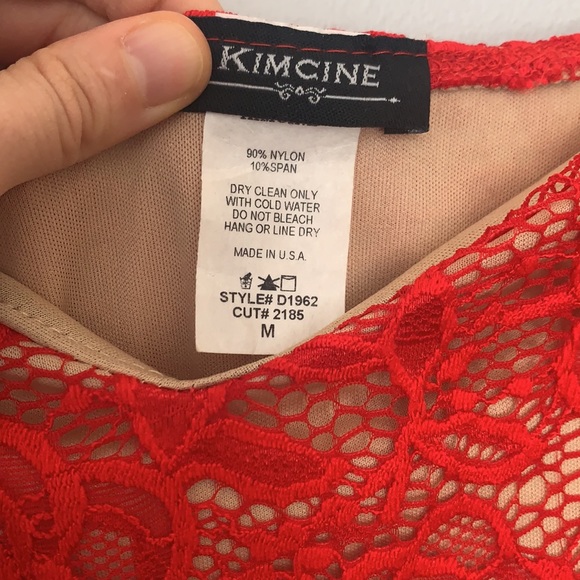 KIMCINE
90% NYLON
10%SPAN
DRY CLEAN ONLY
WITH COLD WATER
DO NOT BLEACH
HANG OR LINE DRY
MADE IN U.S.A.
STYLE# D1962
CUT# 2185
M